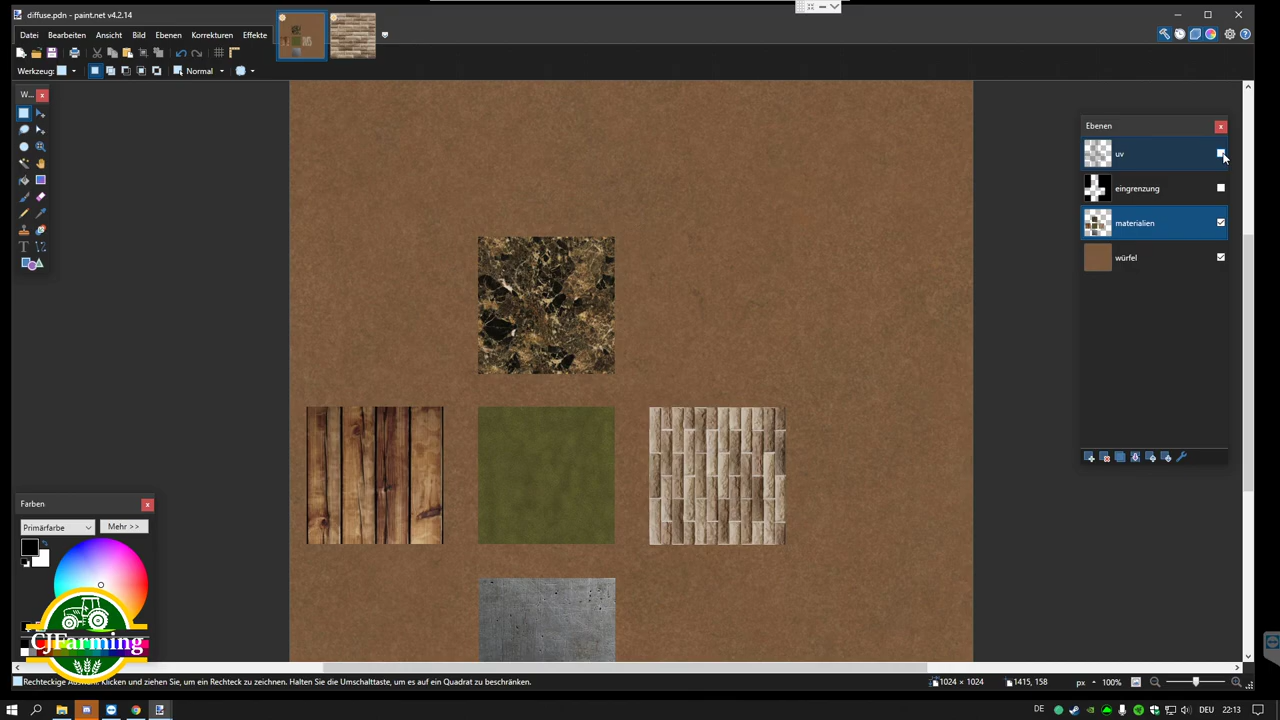 diffuse.pdn - paint.net v4.2.14
Datei Bearbeiten Ansicht Bild Ebenen Korrekturen Effekte
Werkzeug: Normal
W...
Ebenen
uv
eingrenzung
materialien
würfel
Farben
Primärfarbe Mehr >>
CJFarming
Rechteckige Auswahl. Klicken und ziehen Sie, um ein Rechteck zu zeichnen. Halten Sie die Umschalttaste, um es auf ein Quadrat zu beschränken.
1024 × 1024 1415, 158 px 100%
DE DEU 22:13